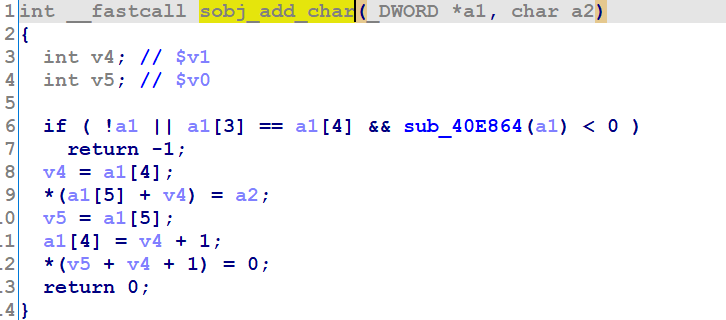 1 int __fastcall sobj_add_char(_DWORD *a1, char a2)
2 {
3   int v4; // $v1
4   int v5; // $v0
5
6   if ( !a1 || a1[3] == a1[4] && sub_40E864(a1) < 0 )
7     return -1;
8   v4 = a1[4];
9   *(a1[5] + v4) = a2;
.0   v5 = a1[5];
.1   a1[4] = v4 + 1;
.2   *(v5 + v4 + 1) = 0;
.3   return 0;
.4 }